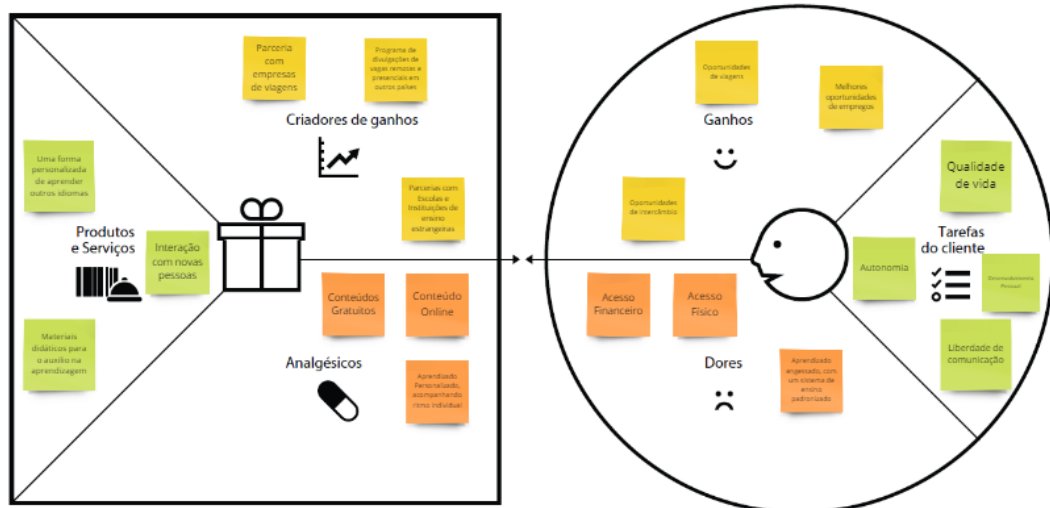 Parceria
com
empresas
de viagens
Programa de
divulgações de
vagas remotas e
presenciais em
outros países
Criadores de ganhos
Uma forma
personalizada
de aprender
outros idiomas
Parcerias com
Escolas e
Instituições de
ensino
estrangeiras
Produtos
e Serviços
Interação
com novas
pessoas
Conteúdos
Gratuitos
Conteúdo
Online
Materiais
didáticos para
o auxílio na
aprendizagem
Analgésicos
Aprendizado
Personalizado,
acompanhando
ritmo individual
Oportunidades
de viagens
Melhores
oportunidades
de empregos
Ganhos
Qualidade
de vida
Oportunidades
de intercâmbio
Tarefas
do cliente
Autonomia
Desenvolvimento
Pessoal
Acesso
Financeiro
Acesso
Físico
Liberdade de
comunicação
Dores
Aprendizado
engessado, com
um sistema de
ensino
padronizado